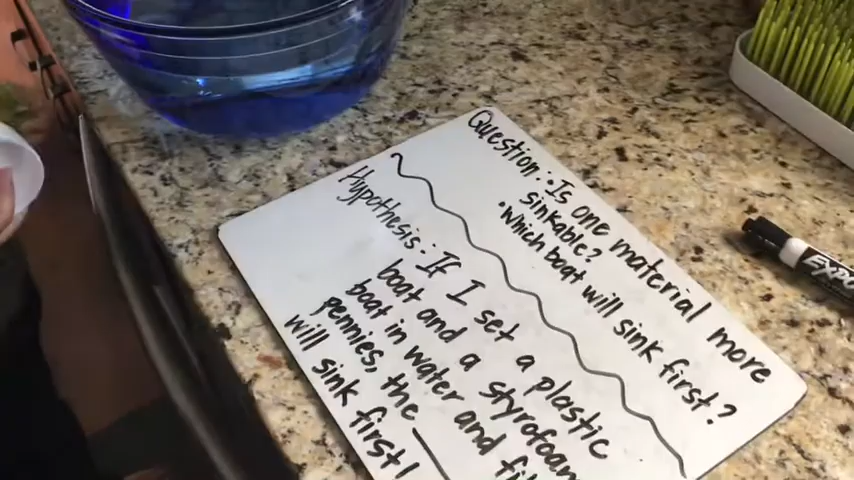 Question: Is one material more
sinkable?
• Which boat will sink first?
Hypothesis: If I set a plastic
boat and a styrofoam
boat in water and fi
pennies, the
will sink first!
EXPO